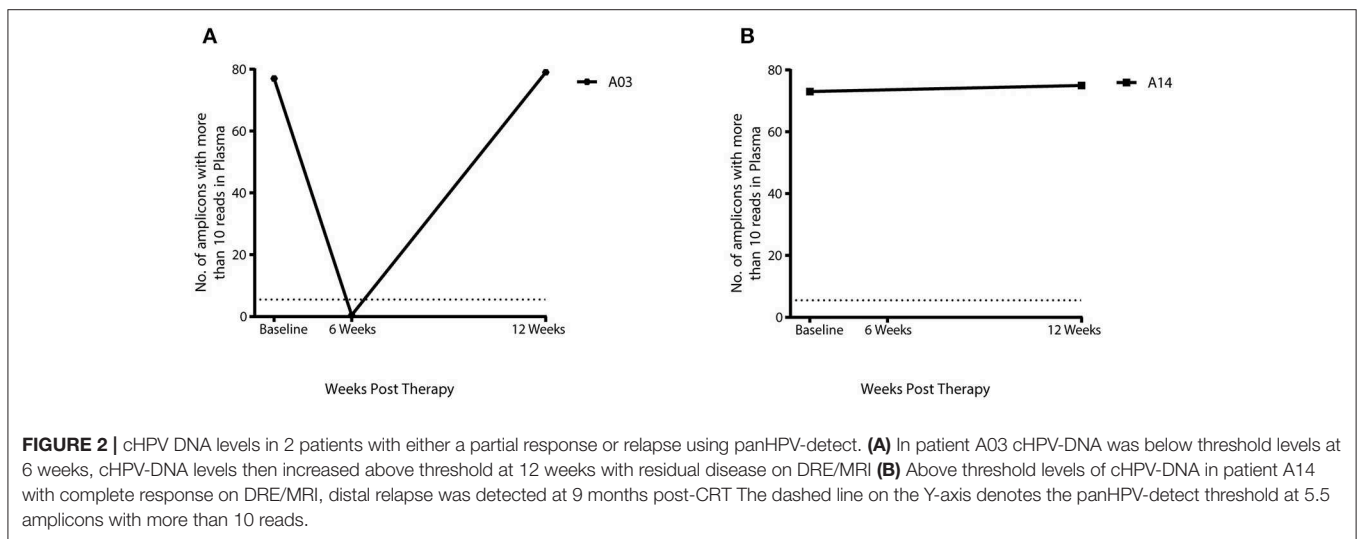 A
No. of amplicons with more
than 10 reads in Plasma
80
60
40
20
0
Baseline
6 Weeks
12 Weeks
Weeks Post Therapy
A03
B
No. of amplicons with more
than 10 reads in Plasma
80
60
40
20
0
Baseline
6 Weeks
12 Weeks
Weeks Post Therapy
A14
FIGURE 2 | cHPV DNA levels in 2 patients with either a partial response or relapse using panHPV-detect. (A) In patient A03 cHPV-DNA was below threshold levels at
6 weeks, cHPV-DNA levels then increased above threshold at 12 weeks with residual disease on DRE/MRI (B) Above threshold levels of cHPV-DNA in patient A14
with complete response on DRE/MRI, distal relapse was detected at 9 months post-CRT The dashed line on the Y-axis denotes the panHPV-detect threshold at 5.5
amplicons with more than 10 reads.